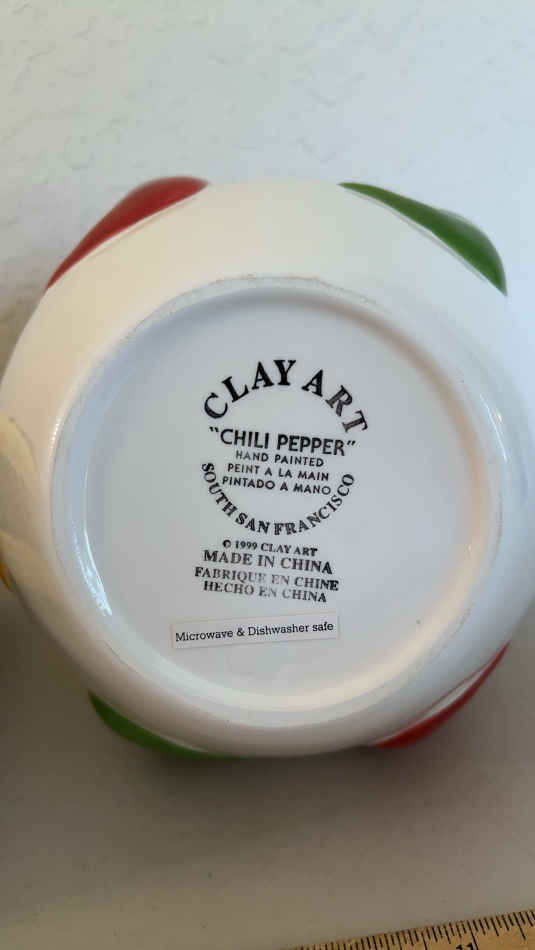 CLAY ART
"CHILI PEPPER"
HAND PAINTED
PEINT A LA MAIN
PINTADO A MANO
SOUTH SAN FRANCISCO
© 1999 CLAY ART
MADE IN CHINA
FABRIQUE EN CHINE
HECHO EN CHINA
Microwave & Dishwasher safe
11